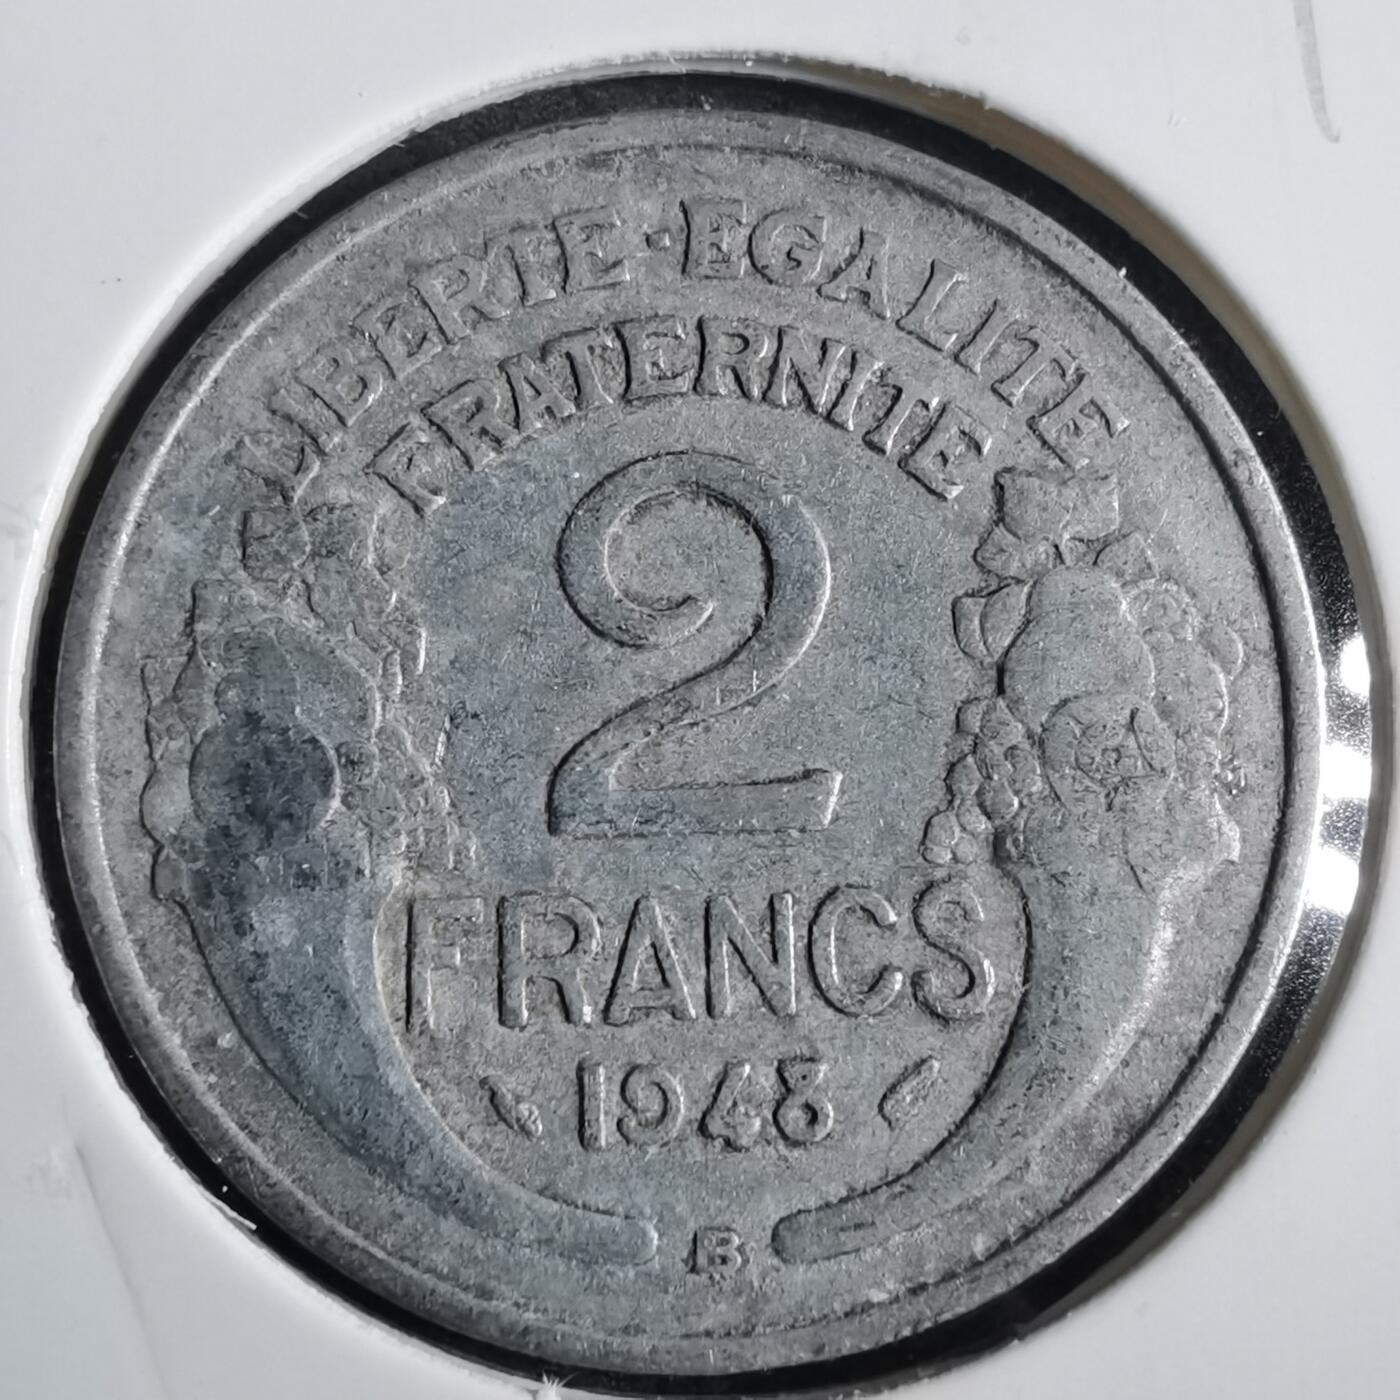 LIBERTE · EGALITE
FRATERNITE
2
FRANCS
1948
B